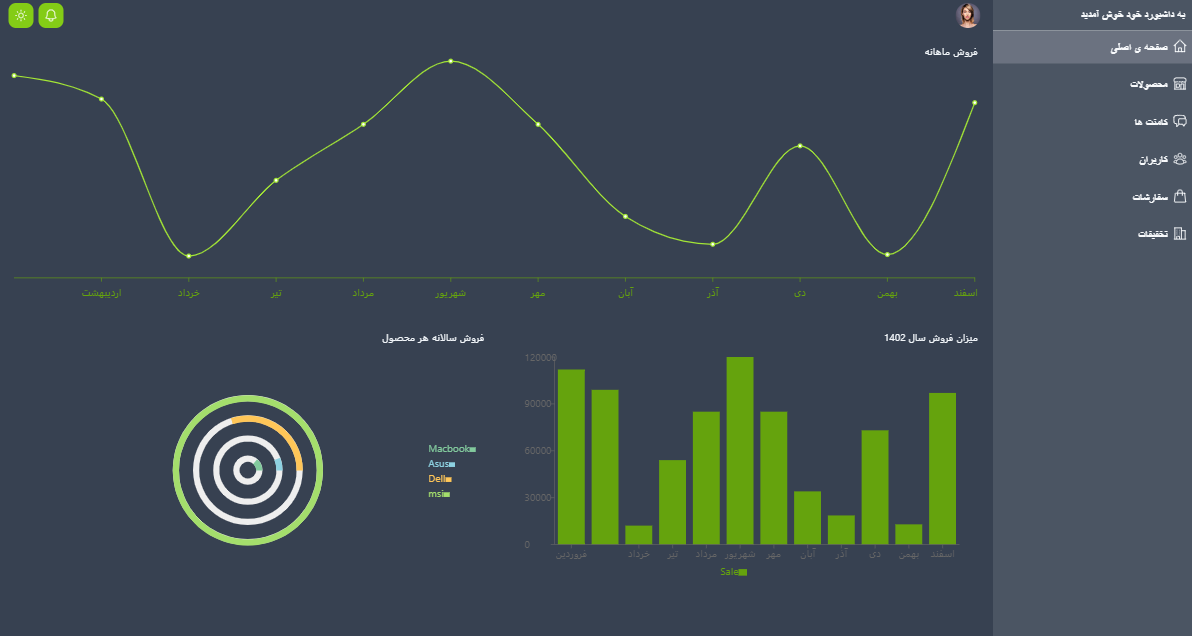 به داشبورد خود خوش آمدید
صفحه ی اصلی
محصولات
کامنت ها
کاربران
سفارشات
تخفیفات
فروش ماهانه
اردیبهشت
خرداد
تیر
مرداد
شهریور
مهر
آبان
آذر
دی
بهمن
اسفند
میزان فروش سال 1402
120000
90000
60000
30000
0
فروردین
خرداد
تیر
مرداد
شهریور
مهر
آبان
آذر
دی
بهمن
اسفند
Sale
فروش سالانه هر محصول
Macbook
Asus
Dell
msi